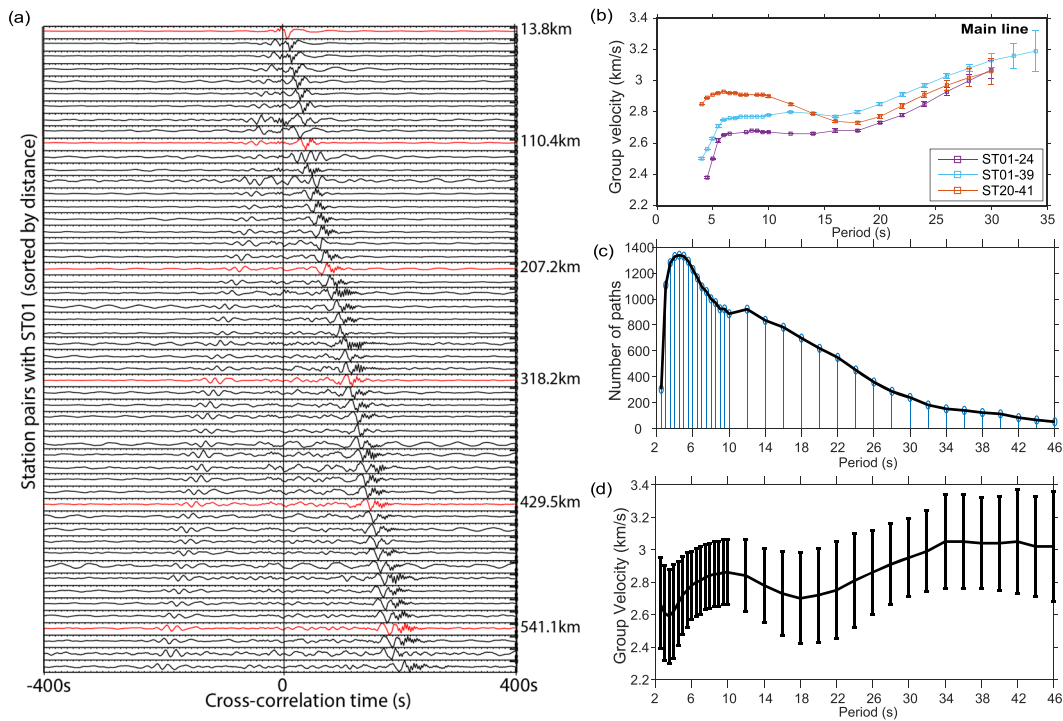 (a)
13.8km
110.4km
207.2km
318.2km
429.5km
541.1km
Station pairs with ST01 (sorted by distance)
-400s
0
400s
Cross-correlation time (s)
(b)
Main line
Group velocity (km/s)
3.4
3.2
3
2.8
2.6
2.4
2.2
0
5
10
15
20
25
30
35
Period (s)
ST01-24
ST01-39
ST20-41
(c)
Number of paths
1400
1200
1000
800
600
400
200
0
2
6
10
14
18
22
26
30
34
38
42
46
Period (s)
(d)
Group Velocity (km/s)
3.4
3.2
3
2.8
2.6
2.4
2.2
2
6
10
14
18
22
26
30
34
38
42
46
Period (s)